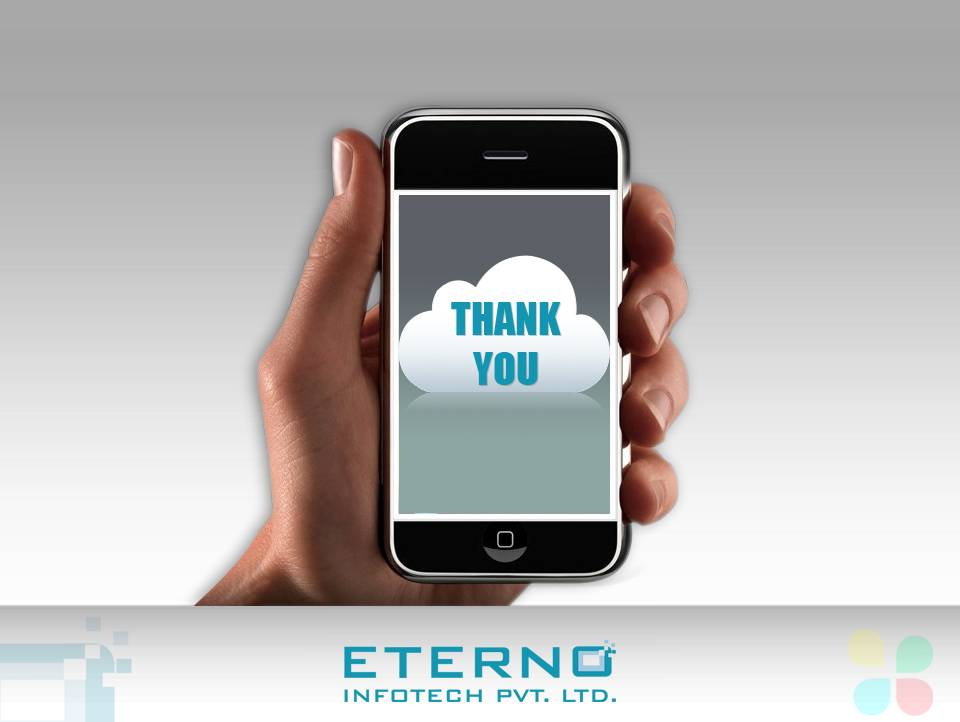 THANK
YOU
ETERNO
INFOTECH PVT. LTD.